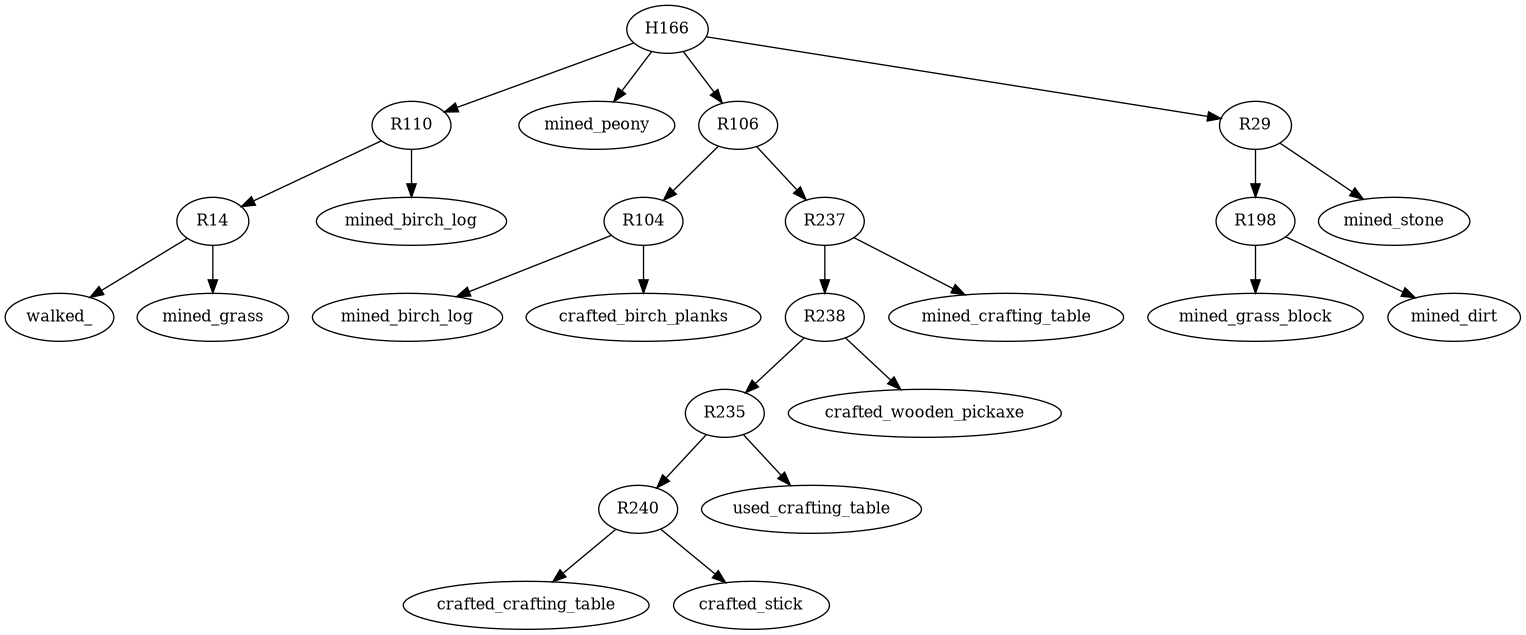 H166
R110
mined_peony
R106
R29
R14
mined_birch_log
R104
R237
R198
mined_stone
walked_
mined_grass
mined_birch_log
crafted_birch_planks
R238
mined_crafting_table
mined_grass_block
mined_dirt
R235
crafted_wooden_pickaxe
R240
used_crafting_table
crafted_crafting_table
crafted_stick